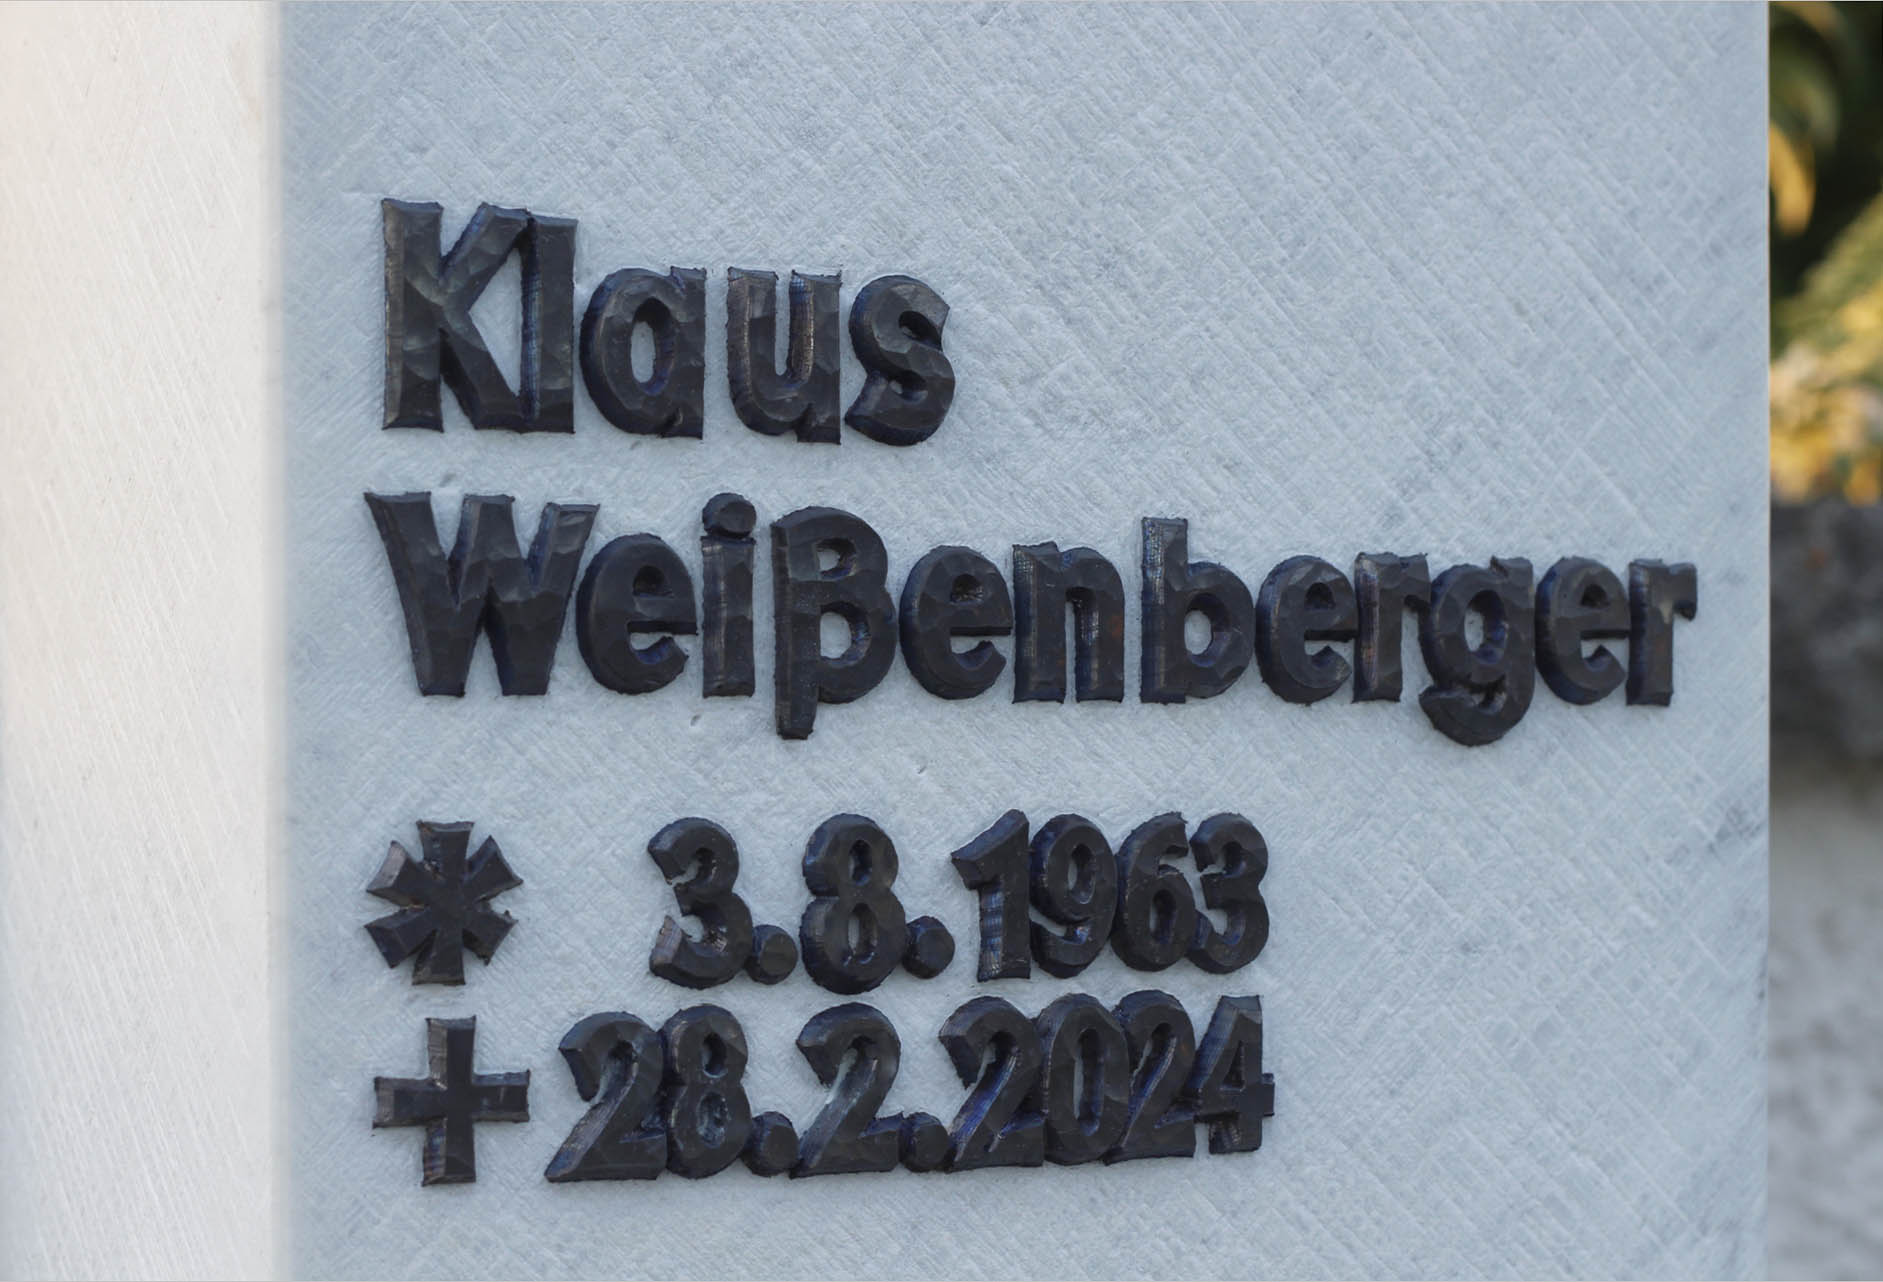 Klaus
Weißenberger
* 3.8.1963
+ 28.2.2024